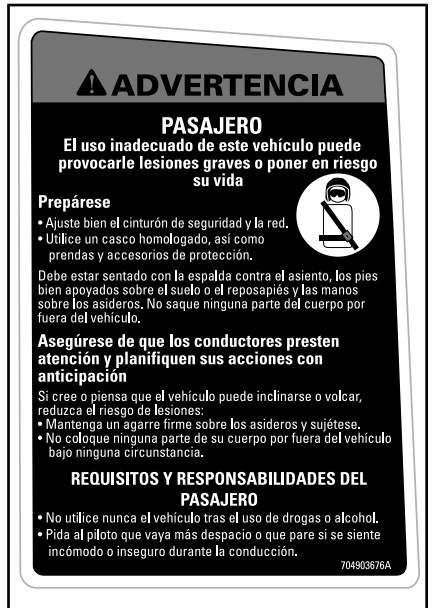 ADVERTENCIA
PASAJERO
El uso inadecuado de este vehículo puede
provocarle lesiones graves o poner en riesgo
su vida
Prepárese
• Ajuste bien el cinturón de seguridad y la red.
• Utilice un casco homologado, así como
prendas y accesorios de protección.
Debe estar sentado con la espalda contra el asiento, los pies
bien apoyados sobre el suelo o el reposapiés y las manos
sobre los asideros. No saque ninguna parte del cuerpo por
fuera del vehículo.
Asegúrese de que los conductores presten
atención y planifiquen sus acciones con
anticipación
Si cree o piensa que el vehículo puede inclinarse o volcar,
reduzca el riesgo de lesiones:
• Mantenga un agarre firme sobre los asideros y sujétese.
• No coloque ninguna parte de su cuerpo por fuera del vehículo
bajo ninguna circunstancia.
REQUISITOS Y RESPONSABILIDADES DEL
PASAJERO
• No utilice nunca el vehículo tras el uso de drogas o alcohol.
• Pida al piloto que vaya más despacio o que pare si se siente
incómodo o inseguro durante la conducción.
704903676A